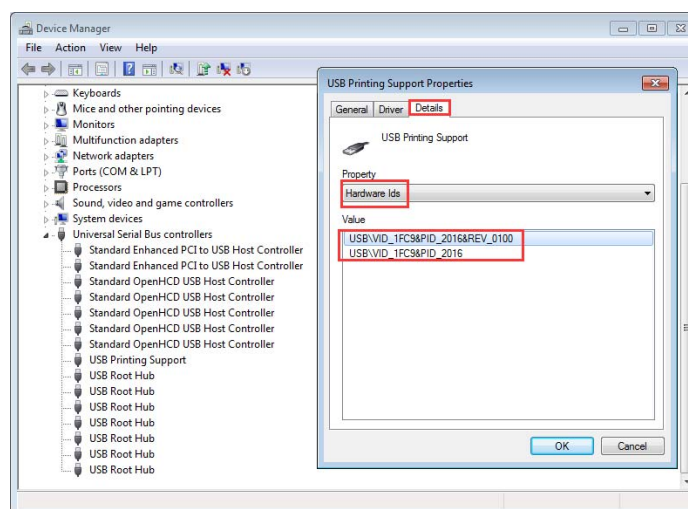 Device Manager
File Action View Help
Keyboards
Mice and other pointing devices
Monitors
Multifunction adapters
Network adapters
Ports (COM & LPT)
Processors
Sound, video and game controllers
System devices
Universal Serial Bus controllers
Standard Enhanced PCI to USB Host Controller
Standard Enhanced PCI to USB Host Controller
Standard OpenHCD USB Host Controller
Standard OpenHCD USB Host Controller
Standard OpenHCD USB Host Controller
Standard OpenHCD USB Host Controller
Standard OpenHCD USB Host Controller
USB Printing Support
USB Root Hub
USB Root Hub
USB Root Hub
USB Root Hub
USB Root Hub
USB Root Hub
USB Root Hub
USB Printing Support Properties
General Driver Details
USB Printing Support
Property
Hardware Ids
Value
USB\VID_1FC9&PID_2016&REV_0100
USB\VID_1FC9&PID_2016
OK Cancel